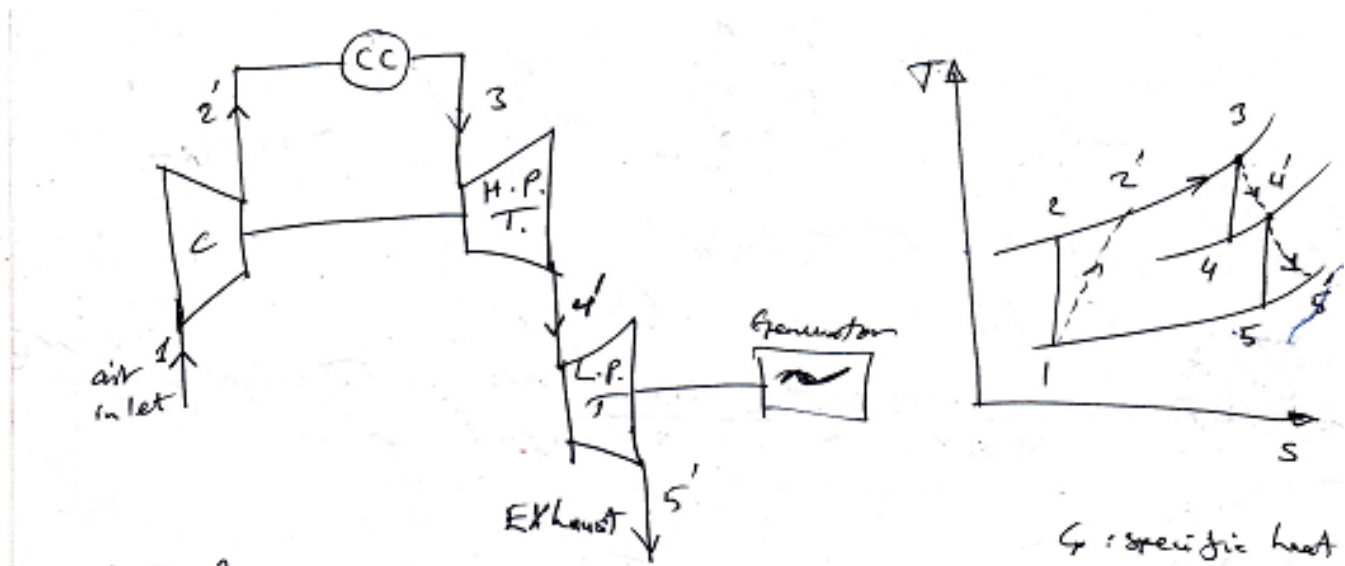 CC
2'
3
H.P.
T.
C
4'
1
air
inlet
L.P.
T
Generator
~
5'
EXhaust
T
3
2'
4'
2
4
5'
.5
1
S
Cp : specific heat